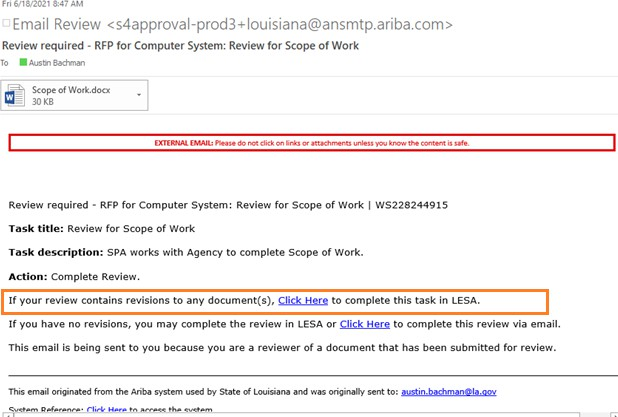 Fri 6/18/2021 8:47 AM
Email Review <s4approval-prod3+louisiana@ansmtp.ariba.com>
Review required - RFP for Computer System: Review for Scope of Work
To Austin Bachman
Scope of Work.docx
30 KB
EXTERNAL EMAIL: Please do not click on links or attachments unless you know the content is safe.
Review required - RFP for Computer System: Review for Scope of Work | WS228244915
Task title: Review for Scope of Work
Task description: SPA works with Agency to complete Scope of Work.
Action: Complete Review.
If your review contains revisions to any document(s), Click Here to complete this task in LESA.
If you have no revisions, you may complete the review in LESA or Click Here to complete this review via email.
This email is being sent to you because you are a reviewer of a document that has been submitted for review.
This email originated from the Ariba system used by State of Louisiana and was originally sent to: austin.bachman@la.gov
System Reference: Click Here to access the system